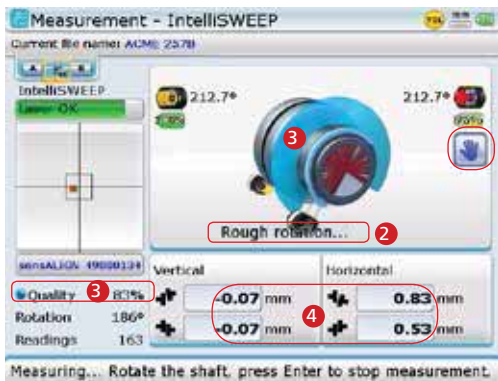 Measurement - IntelliSWEEP
Current file name: ACME 2578
IntelliSWEEP
Laser OK
212.7°
212.7°
3
Rough rotation...
2
sensALIGN 49000134
Vertical
Horizontal
Quality
3
83%
Rotation 186°
Readings 163
-0.07 mm
0.83 mm
4
-0.07 mm
0.53 mm
Measuring... Rotate the shaft, press Enter to stop measurement.